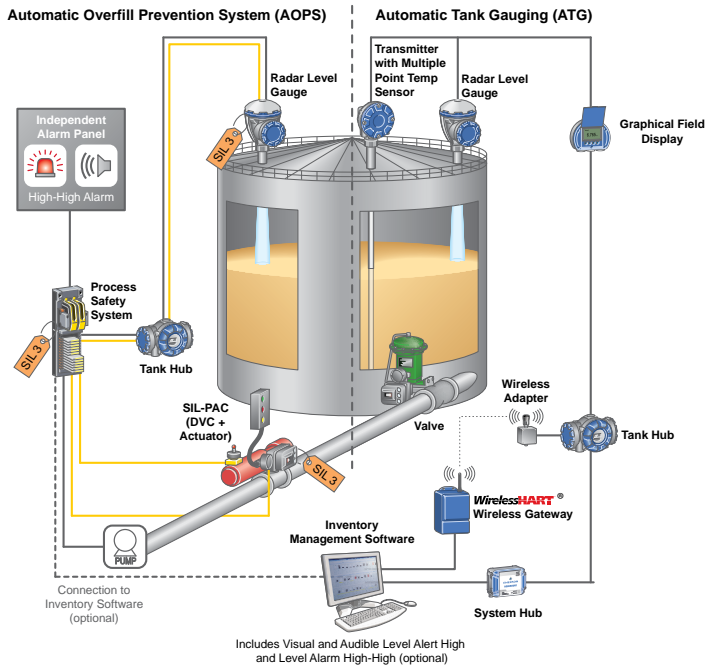 Automatic Overfill Prevention System (AOPS)
Automatic Tank Gauging (ATG)
Radar Level
Gauge
Transmitter
with Multiple
Point Temp
Sensor
Radar Level
Gauge
Independent
Alarm Panel
High-High Alarm
SIL 3
Graphical Field
Display
Process
Safety
System
SIL 3
Tank Hub
SIL-PAC
(DVC +
Actuator)
SIL 3
Valve
Wireless
Adapter
Tank Hub
WirelessHART ®
Wireless Gateway
PUMP
Inventory
Management Software
Connection to
Inventory Software
(optional)
System Hub
Includes Visual and Audible Level Alert High
and Level Alarm High-High (optional)